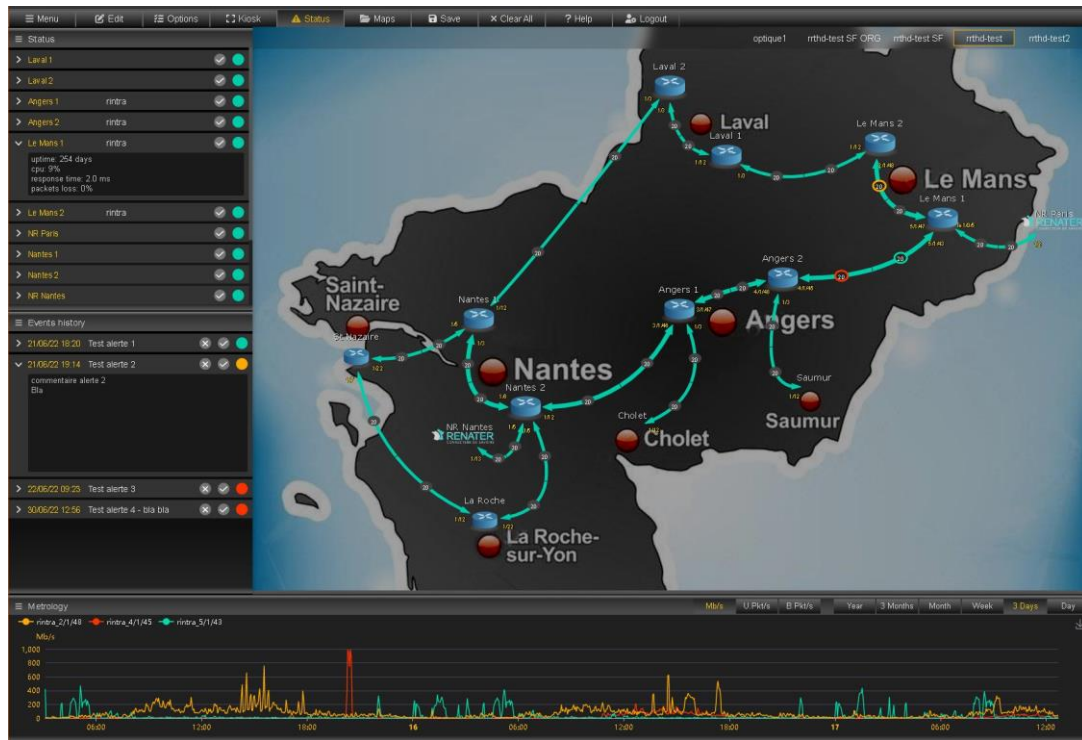 Menu
Edit
Options
Kiosk
Status
Maps
Save
Clear All
Help
Logout
Status
Laval 1
Laval 2
Angers 1 rintra
Angers 2 rintra
Le Mans 1 rintra
uptime: 254 days
cpu: 9%
response time: 2.0 ms
packets loss: 0%
Le Mans 2 rintra
NR Paris
Nantes 1
Nantes 2
NR Nantes
Events history
21/06/22 18:20 Test alerte 1
21/06/22 19:14 Test alerte 2
commentaire alerte 2
Bla
22/06/22 09:23 Test alerte 3
30/06/22 12:56 Test alerte 4 - bla bla
optique1
rrthd-test SF ORG
rrthd-test SF
rrthd-test
rrthd-test2
Laval 2
Laval
Laval 1
Le Mans 2
Le Mans
Le Mans 1
NR Paris
RENATER
Angers 2
Angers 1
Angers
Saint-
Nazaire
Nantes 1
St Nazaire
Nantes
Nantes 2
NR Nantes
RENATER
Cholet
Cholet
Saumur
Saumur
La Roche
La Roche-
sur-Yon
Metrology
Mb/s
U.Pkt/s
B.Pkt/s
Year
3 Months
Month
Week
3 Days
Day
rintra_2/1/48
rintra_4/1/45
rintra_5/1/43
Mb/s
1,000
800
600
400
200
0
06:00
12:00
18:00
16
06:00
12:00
18:00
17
06:00
12:00